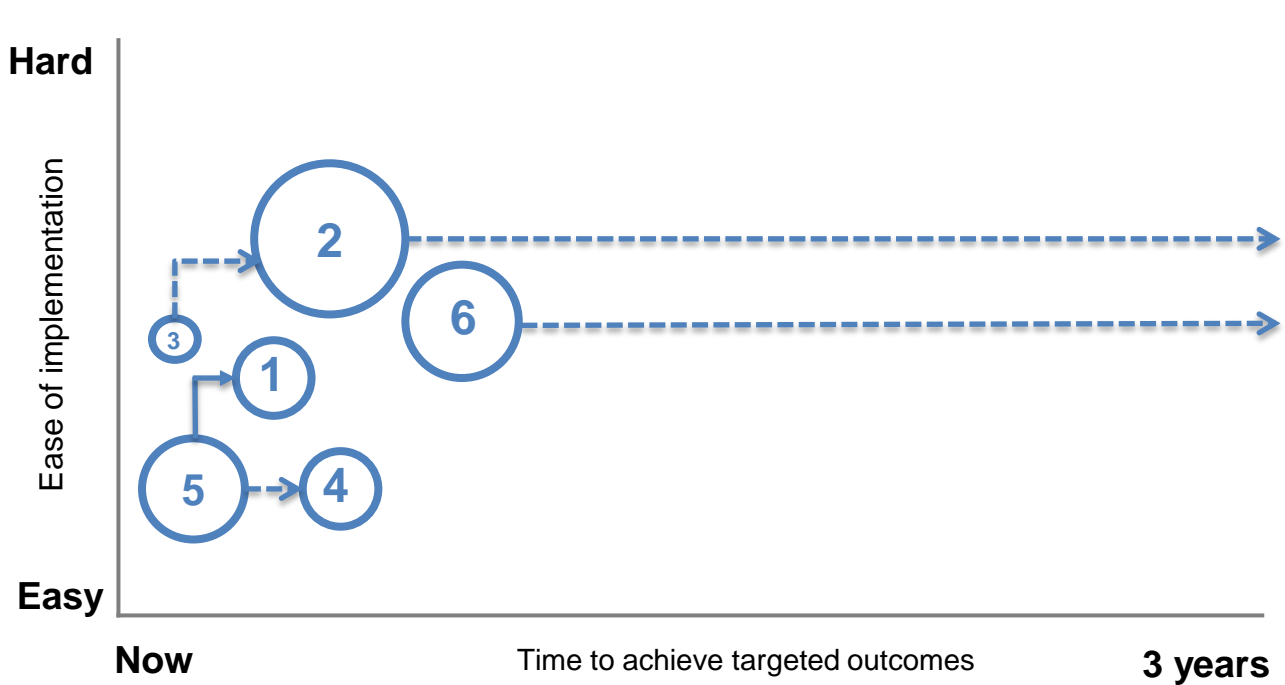 Hard
Ease of implementation
2
6
3
1
5
4
Easy
Now
Time to achieve targeted outcomes
3 years